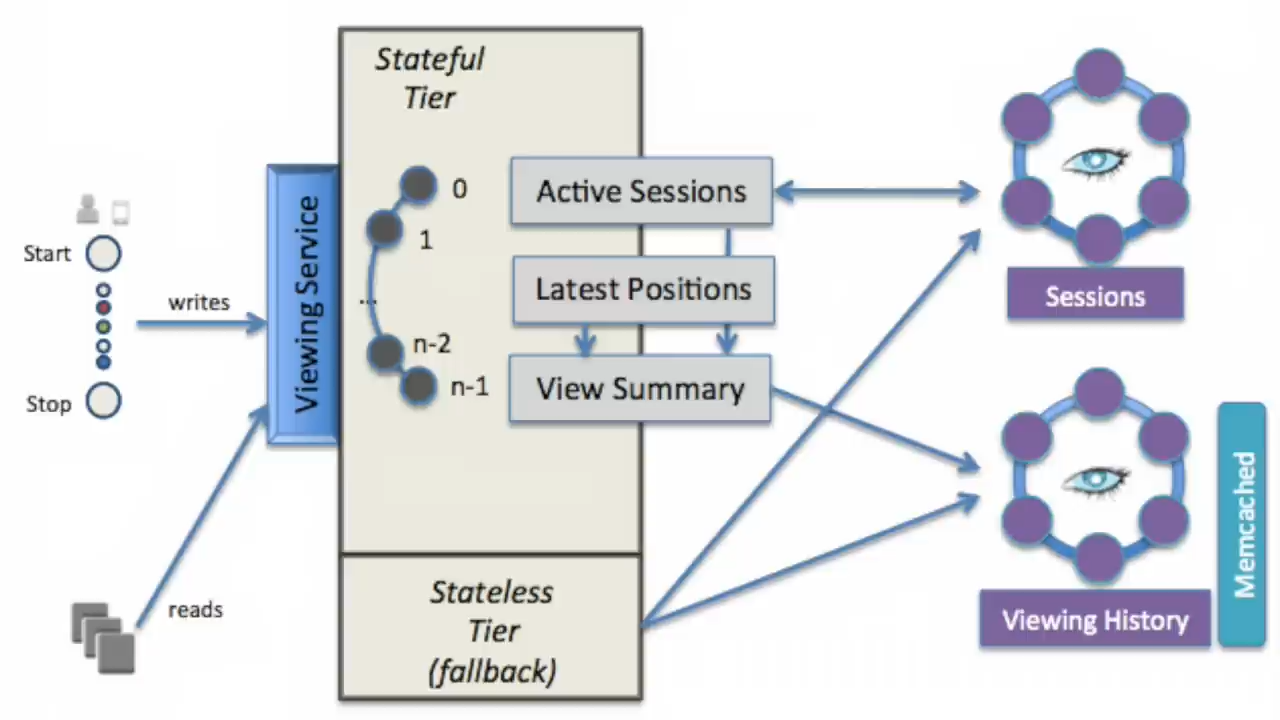 Stateful
Tier
0
1
...
n-2
n-1
Active Sessions
Latest Positions
View Summary
Viewing Service
Start
Stop
writes
reads
Stateless
Tier
(fallback)
Sessions
Viewing History
Memcached